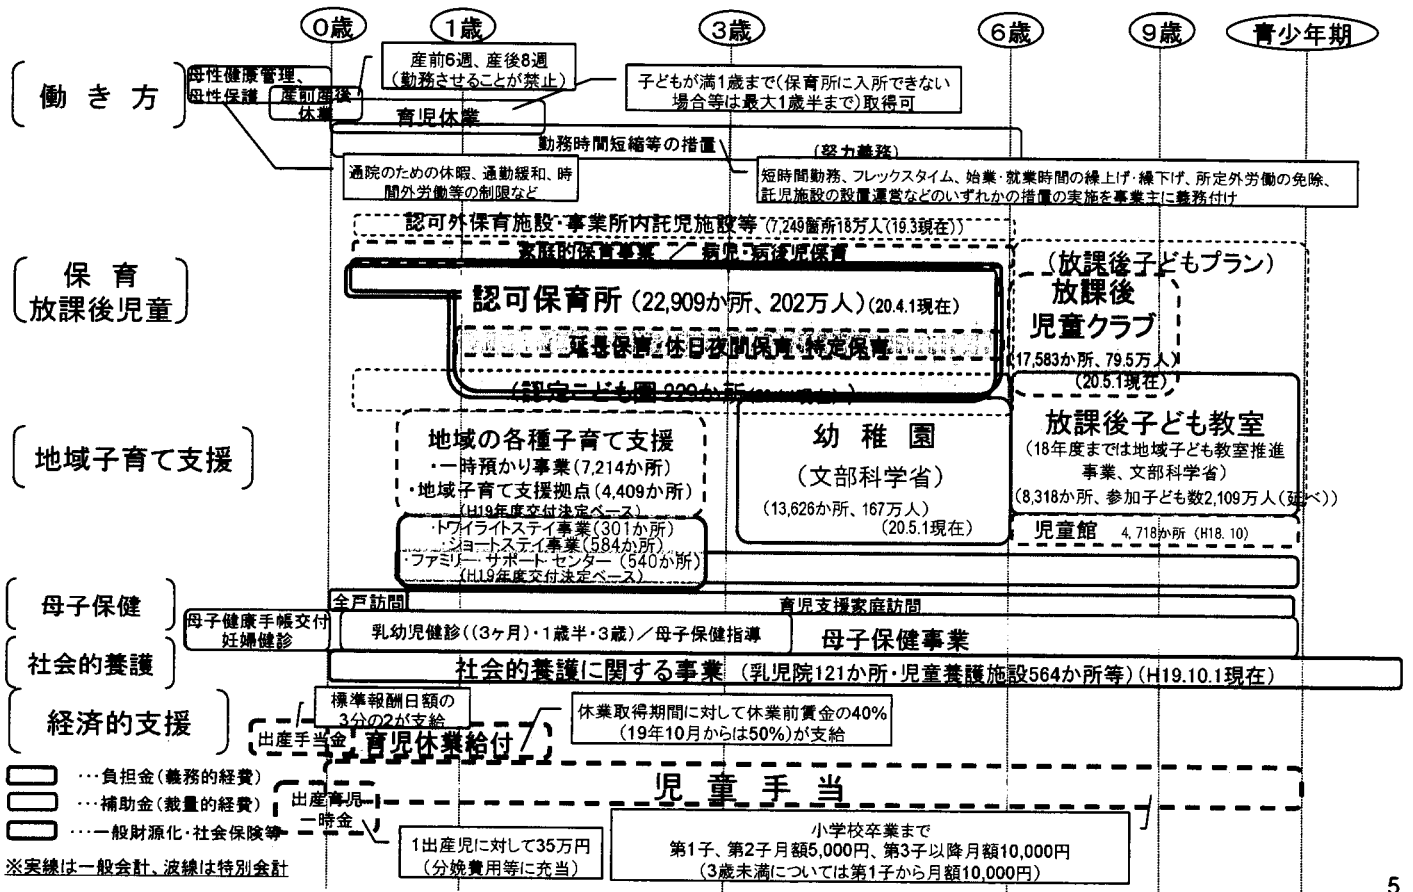 0歳
1歳
3歳
6歳
9歳
青少年期
働き方
母性健康管理、
母性保護
産前産後
休業
産前6週、産後8週
(勤務させることが禁止)
育児休業
子どもが満1歳まで(保育所に入所できない
場合等は最大1歳半まで)取得可
勤務時間短縮等の措置
(努力義務)
通院のための休暇、通勤緩和、時
間外労働等の制限など
短時間勤務、フレックスタイム、始業・就業時間の繰上げ・繰下げ、所定外労働の免除、
託児施設の設置運営などのいずれかの措置の実施を事業主に義務付け
保育
放課後児童
認可外保育施設・事業所内託児施設等(7,249箇所18万人(19.3現在))
家庭的保育事業 / 病児・病後児保育
認可保育所(22,909か所、202万人)(20.4.1現在)
延長保育・休日夜間保育・特定保育
(認定こども園 229か所
(放課後子どもプラン)
放課後
児童クラブ
17,583か所、79.5万人)
(20.5.1現在)
地域子育て支援
地域の各種子育て支援
・一時預かり事業(7,214か所)
・地域子育て支援拠点(4,409か所)
(H19年度交付決定ベース)
・トワイライトステイ事業(301か所)
・ショートステイ事業(584か所)
・ファミリー・サポート・センター(540か所)
(H19年度交付決定ベース)
幼稚園
(文部科学省)
(13,626か所、167万人)
(20.5.1現在)
放課後子ども教室
(18年度までは地域子ども教室推進
事業、文部科学省)
(8,318か所、参加子ども数2,109万人(延べ))
児童館 4,718か所 (H18.10)
母子保健
全戸訪問
育児支援家庭訪問
母子健康手帳交付
妊婦健診
乳幼児健診((3ヶ月)・1歳半・3歳)/母子保健指導
母子保健事業
社会的養護
社会的養護に関する事業 (乳児院121か所・児童養護施設564か所等)(H19.10.1現在)
経済的支援
標準報酬日額の
3分の2が支給
出産手当金
育児休業給付
休業取得期間に対して休業前賃金の40%
(19年10月からは50%)が支給
児童手当
出産育児
一時金
1出産児に対して35万円
(分娩費用等に充当)
小学校卒業まで
第1子、第2子月額5,000円、第3子以降月額10,000円
(3歳未満については第1子から月額10,000円)
…負担金(義務的経費)
…補助金(裁量的経費)
…一般財源化・社会保険等
※実線は一般会計、波線は特別会計
5